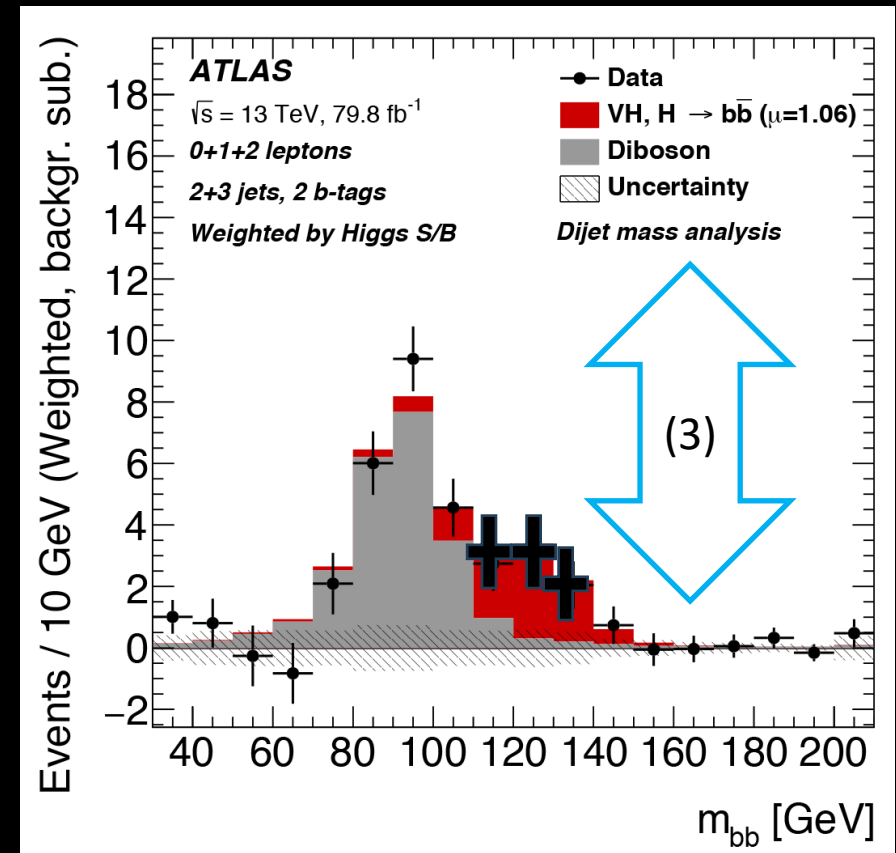 Events / 10 GeV (Weighted, backgr. sub.)
ATLAS
√s = 13 TeV, 79.8 fb⁻¹
0+1+2 leptons
2+3 jets, 2 b-tags
Weighted by Higgs S/B
Data
VH, H → bb̅ (μ=1.06)
Diboson
Uncertainty
Dijet mass analysis
(3)
18
16
14
12
10
8
6
4
2
0
−2
40 60 80 100 120 140 160 180 200
m_bb [GeV]